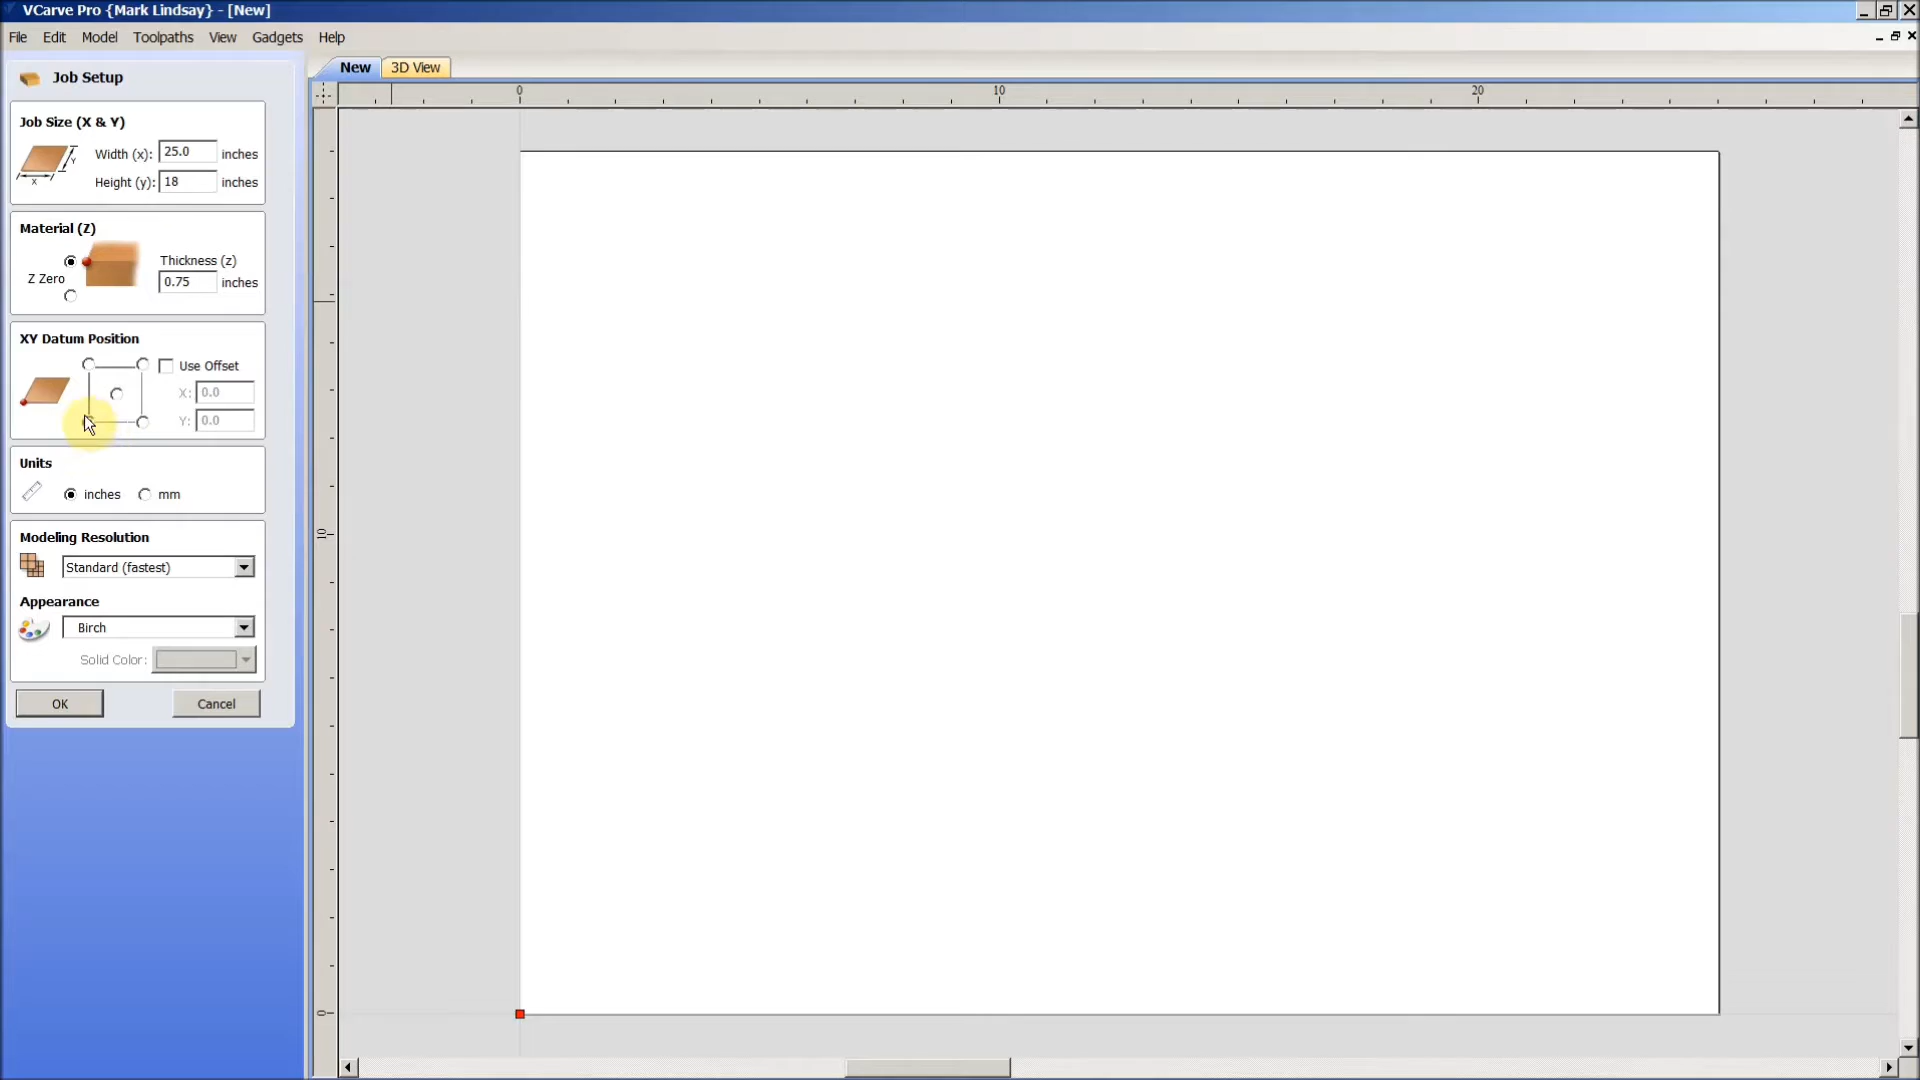 VCarve Pro {Mark Lindsay} - [New]
File Edit Model Toolpaths View Gadgets Help
Job Setup
New 3D View
0 10 20
Job Size (X & Y)
Width (x): 25.0 inches
Height (y): 18 inches
Y
X
Material (Z)
Thickness (z)
Z Zero
0.75 inches
XY Datum Position
Use Offset
X: 0.0
Y: 0.0
Units
inches mm
10
Modeling Resolution
Standard (fastest)
Appearance
Birch
Solid Color:
OK Cancel
0